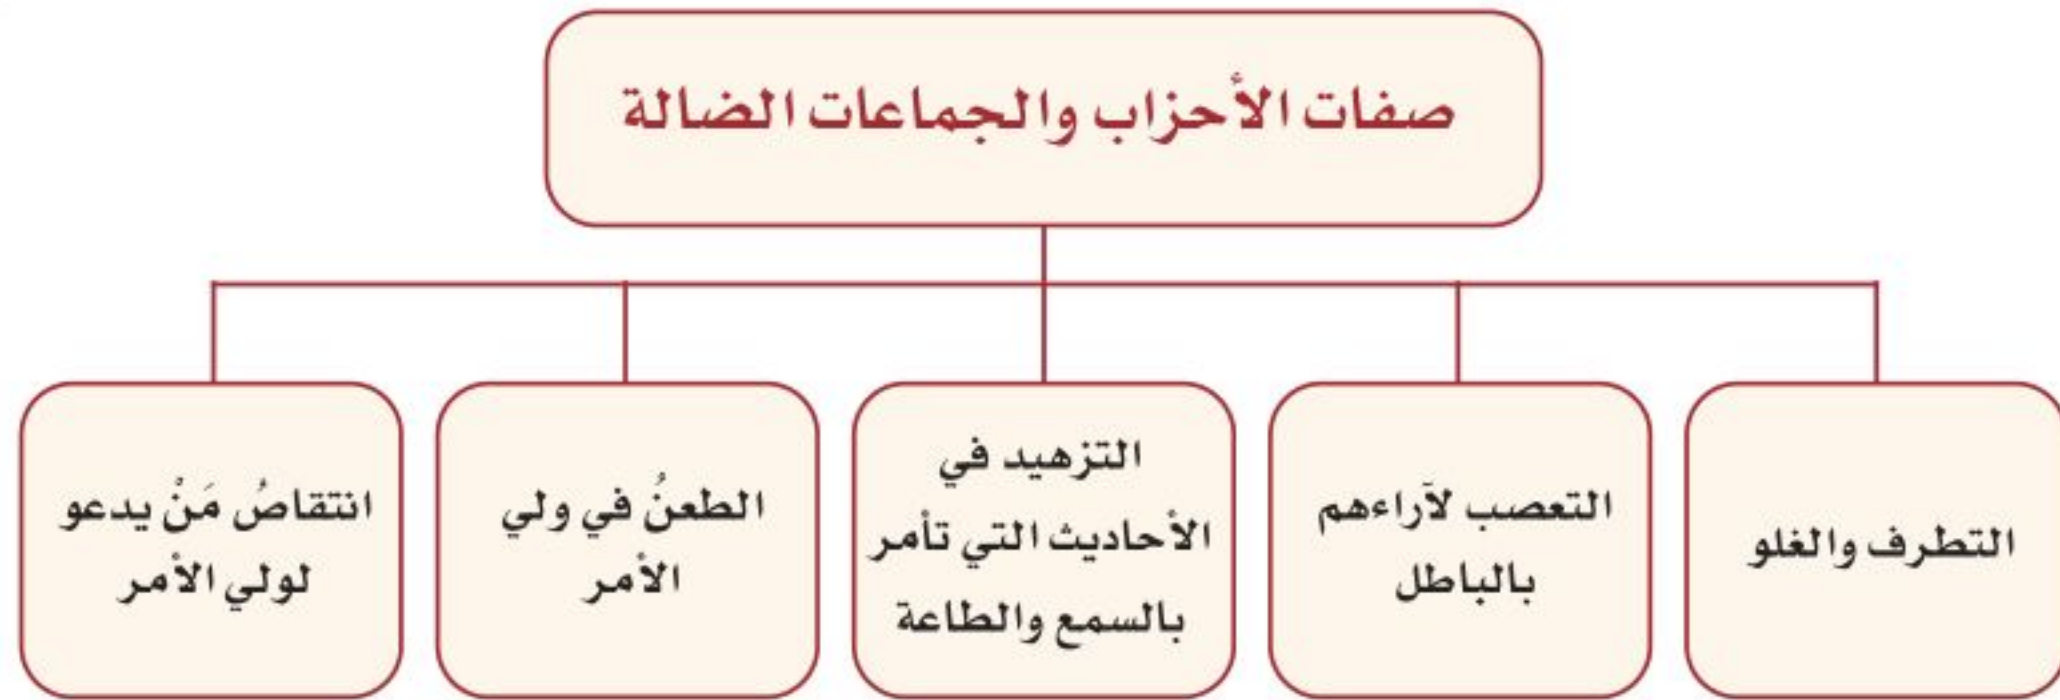 صفات الأحزاب والجماعات الضالة
التطرف والغلو
التعصب لآراءهم
بالباطل
التزهيد في
الأحاديث التي تأمر
بالسمع والطاعة
الطعنُ في ولي
الأمر
انتقاصُ مَنْ يدعو
لولي الأمر